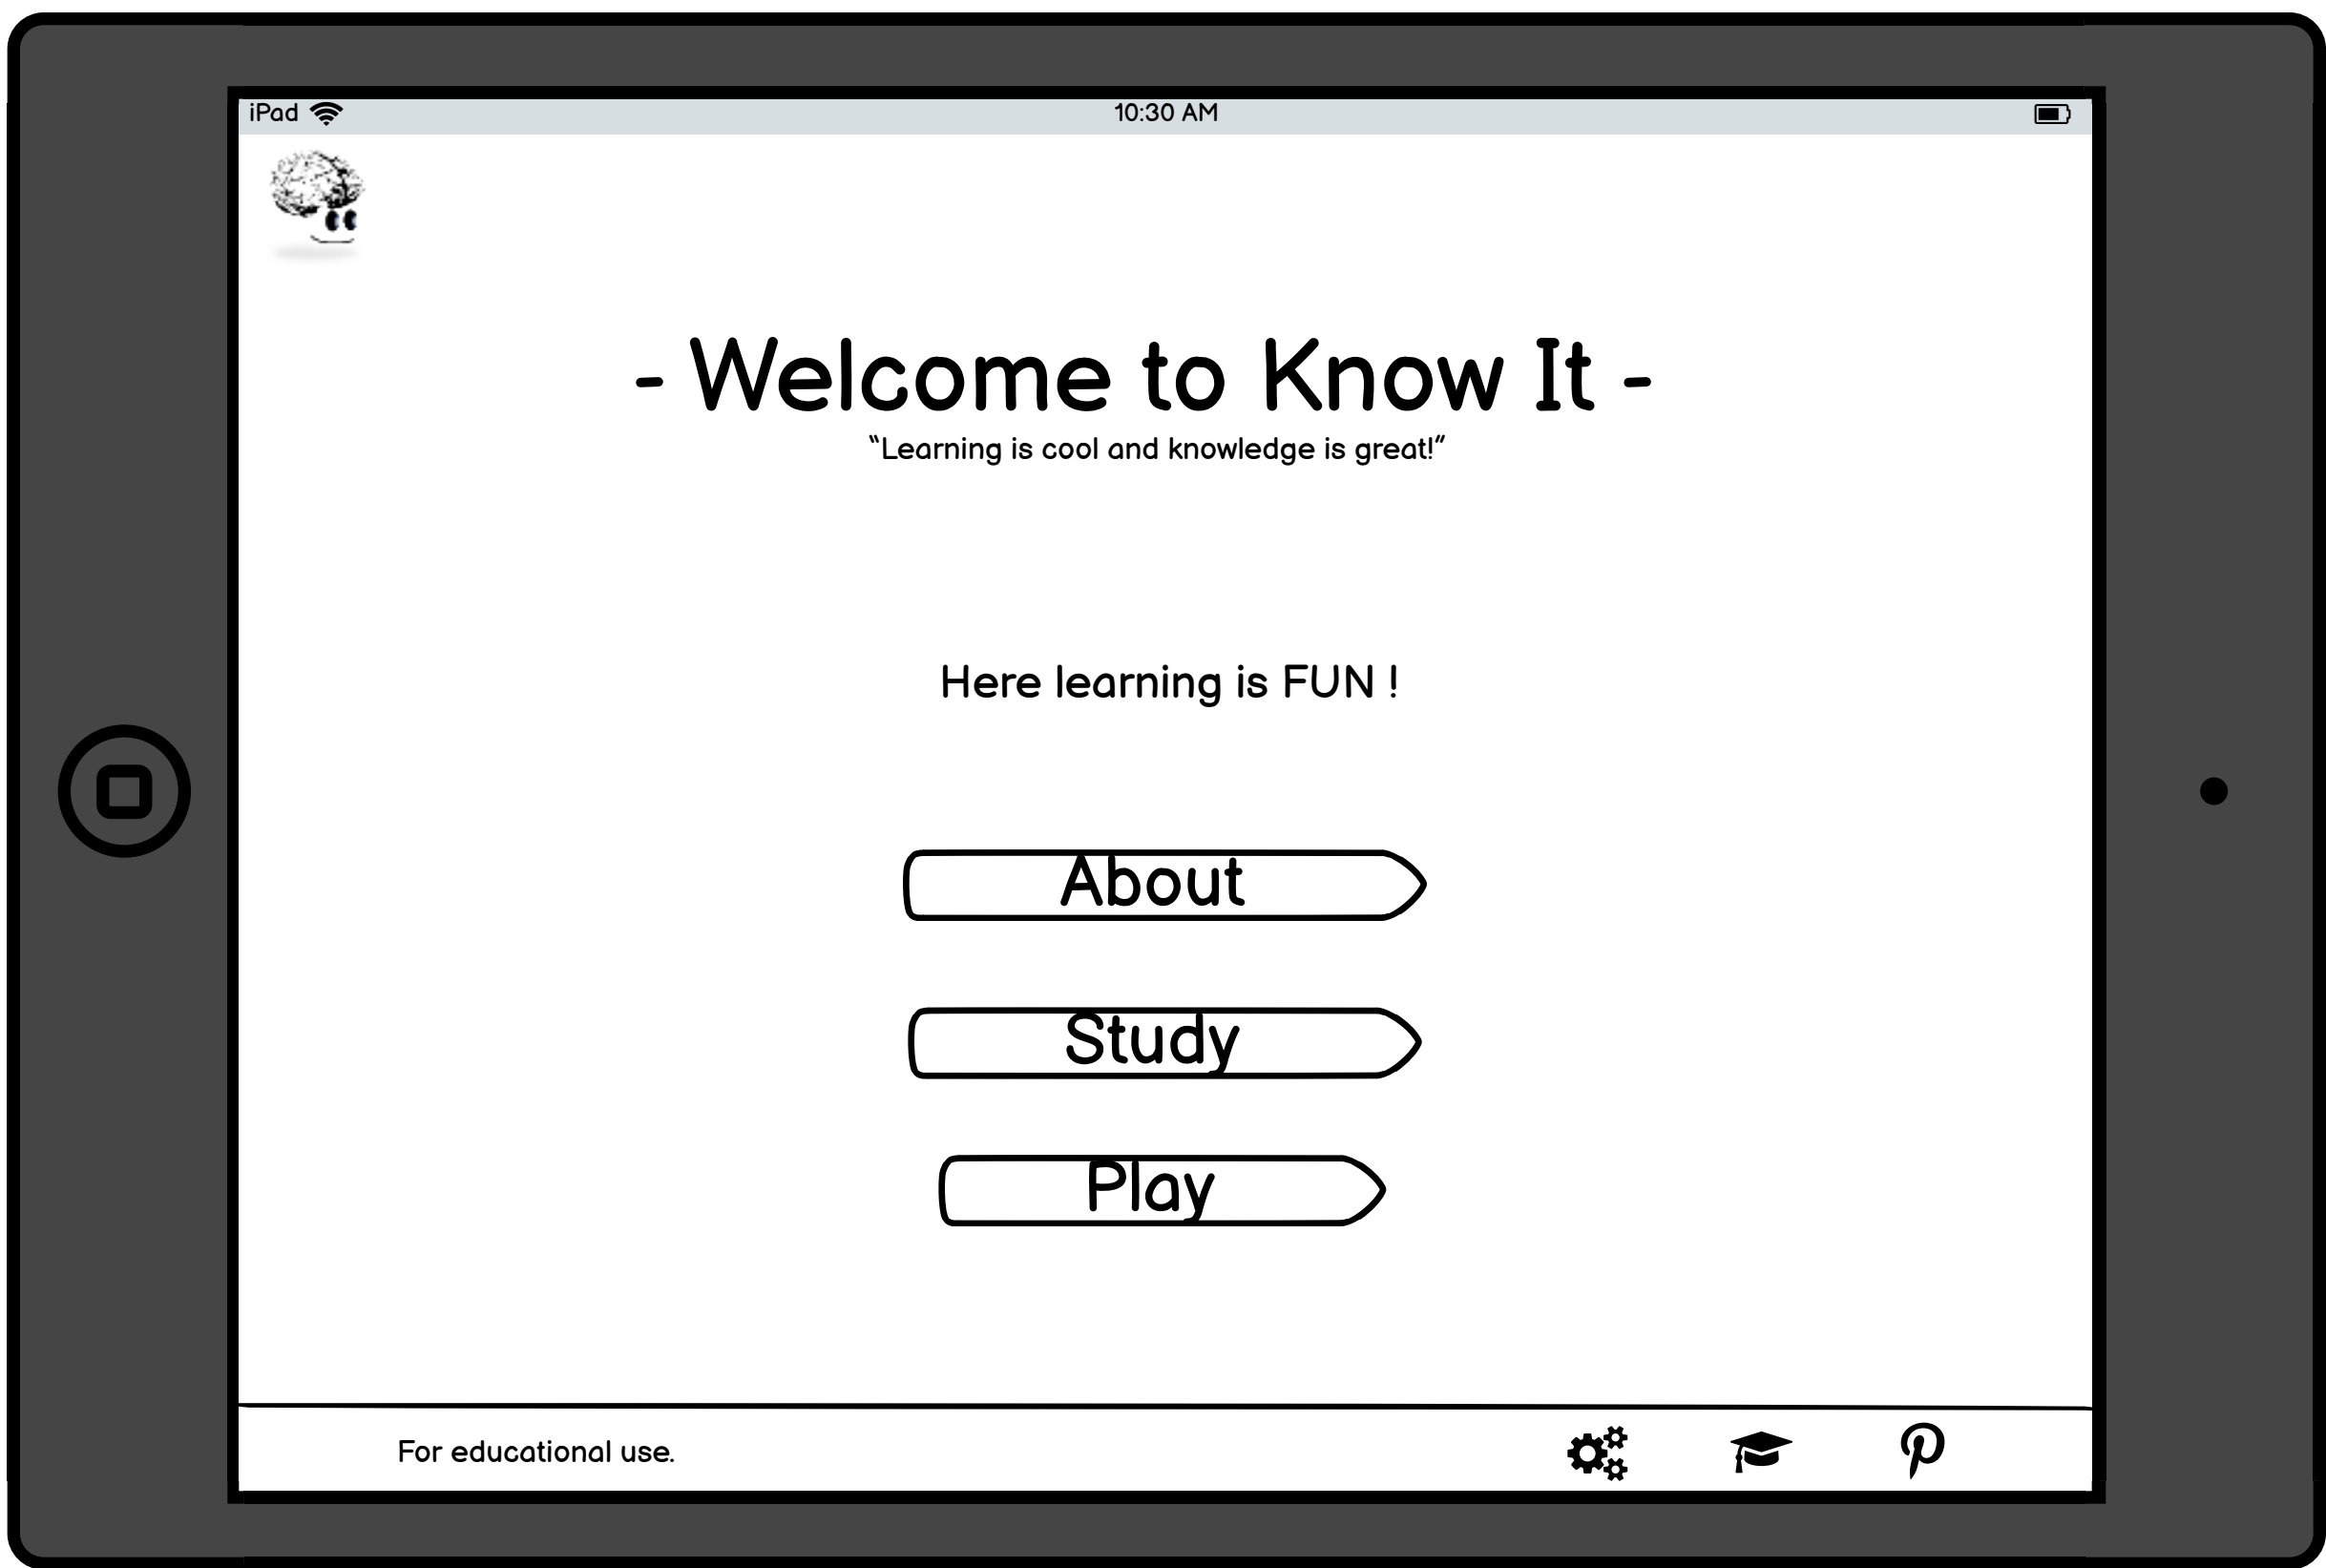 iPad
10:30 AM
- Welcome to Know It -
“Learning is cool and knowledge is great!”
Here learning is FUN !
About
Study
Play
For educational use.